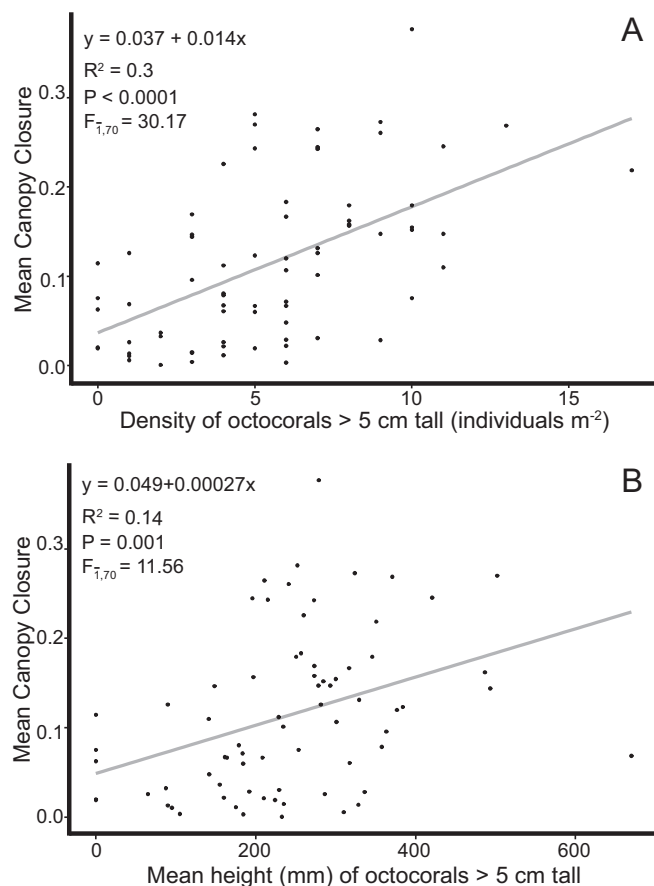 A
y = 0.037 + 0.014x
R² = 0.3
P < 0.0001
F₁,₇₀ = 30.17
Mean Canopy Closure
0.3
0.2
0.1
0.0
0 5 10 15
Density of octocorals > 5 cm tall (individuals m⁻²)
B
y = 0.049+0.00027x
R² = 0.14
P = 0.001
F₁,₇₀ = 11.56
Mean Canopy Closure
0.3
0.2
0.1
0.0
0 200 400 600
Mean height (mm) of octocorals > 5 cm tall